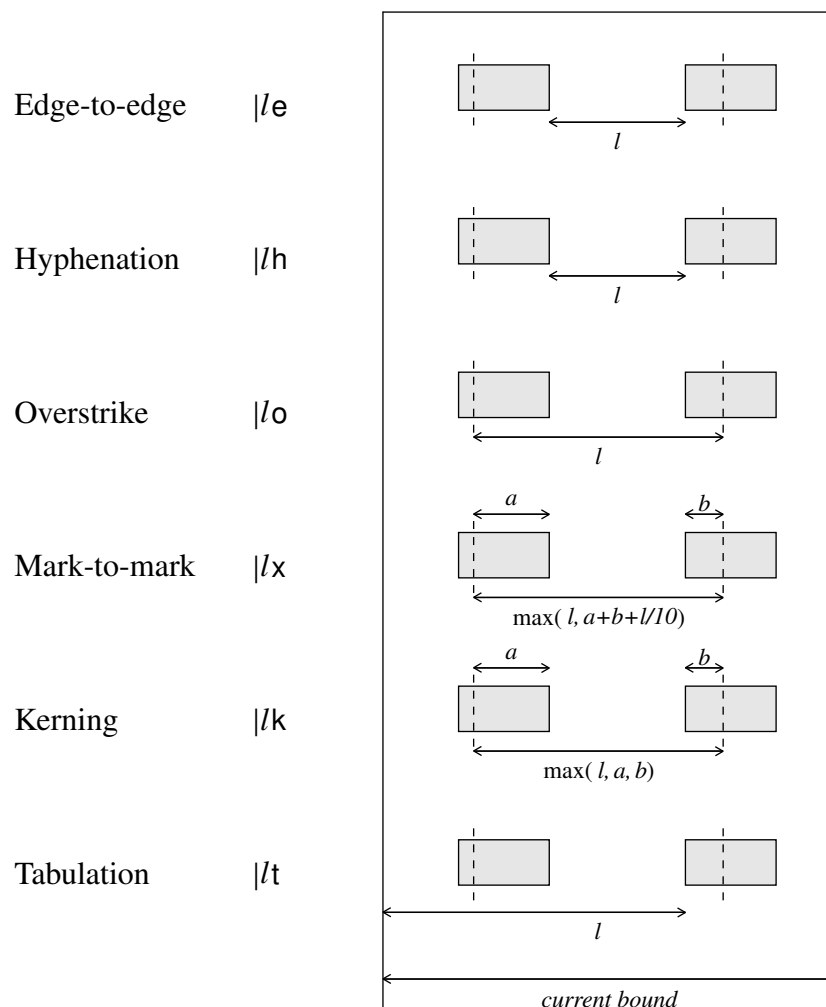 Edge-to-edge |le
l
Hyphenation |lh
l
Overstrike |lo
l
a b
Mark-to-mark |lx
max( l, a+b+l/10)
a b
Kerning |lk
max( l, a, b)
Tabulation |lt
l
current bound